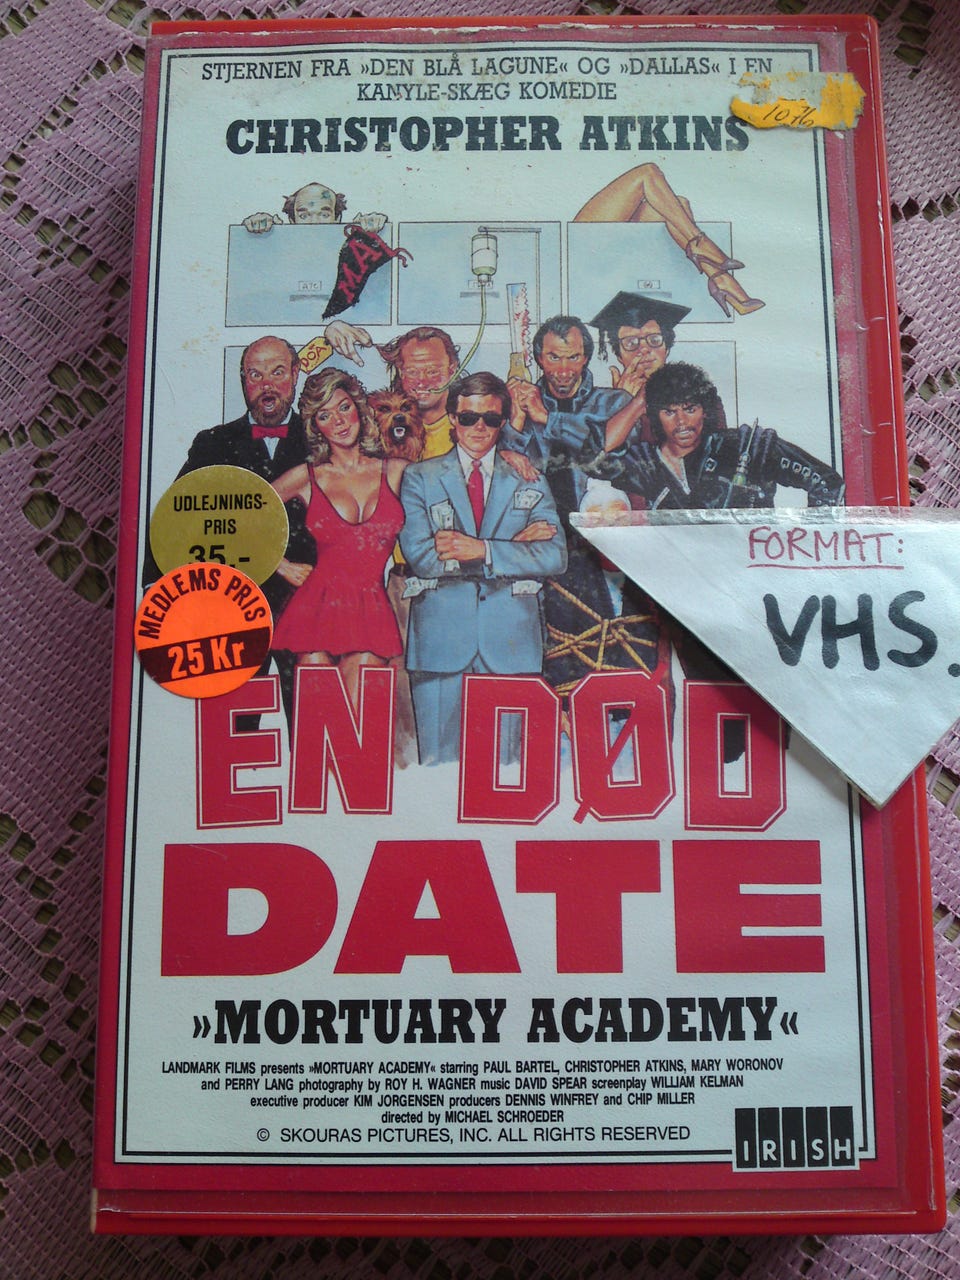 STJERNEN FRA »DEN BLÅ LAGUNE« OG »DALLAS« I EN
KANYLE-SKÆG KOMEDIE
1076
CHRISTOPHER ATKINS
MAJ
DOA
UDLEJNINGS-
PRIS
35.-
MEDLEMS PRIS
25 Kr
FORMAT:
VHS.
EN DØD
DATE
»MORTUARY ACADEMY«
LANDMARK FILMS presents »MORTUARY ACADEMY« starring PAUL BARTEL, CHRISTOPHER ATKINS, MARY WORONOV
and PERRY LANG photography by ROY H. WAGNER music DAVID SPEAR screenplay WILLIAM KELMAN
executive producer KIM JORGENSEN producers DENNIS WINFREY and CHIP MILLER
directed by MICHAEL SCHROEDER
© SKOURAS PICTURES, INC. ALL RIGHTS RESERVED
IRISH